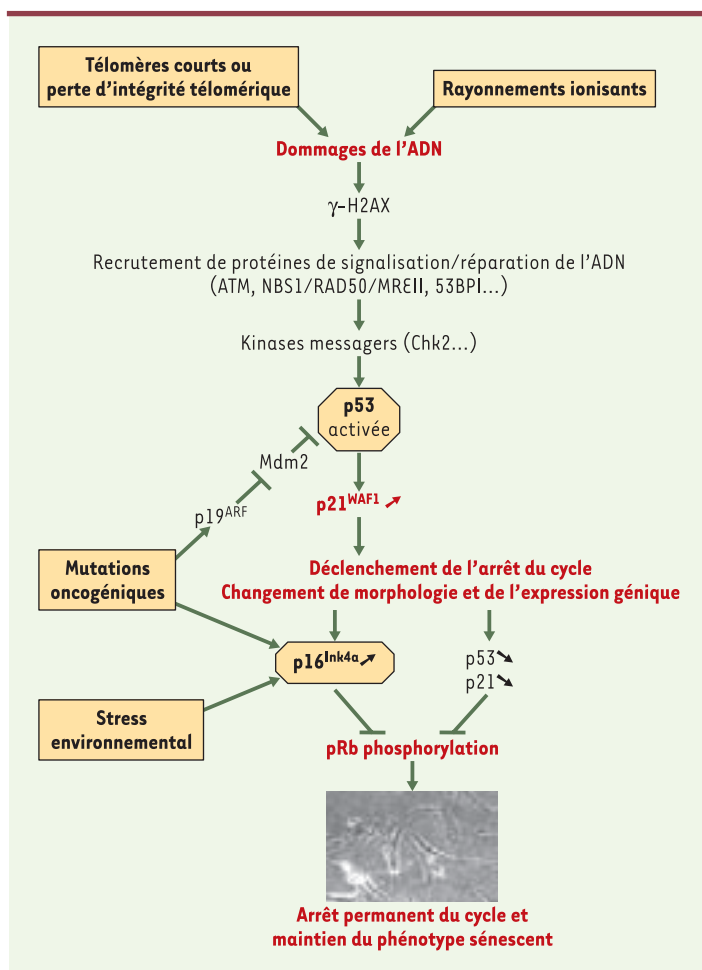 Télomères courts ou
perte d'intégrité télomérique
Rayonnements ionisants
Dommages de l'ADN
γ-H2AX
Recrutement de protéines de signalisation/réparation de l'ADN
(ATM, NBS1/RAD50/MREII, 53BPI...)
Kinases messagers (Chk2...)
p53
activée
Mdm2
p21WAF1
p19ARF
Mutations
oncogéniques
Déclenchement de l'arrêt du cycle
Changement de morphologie et de l'expression génique
p16Ink4a
p53
p21
Stress
environnemental
pRb phosphorylation
Arrêt permanent du cycle et
maintien du phénotype sénescent